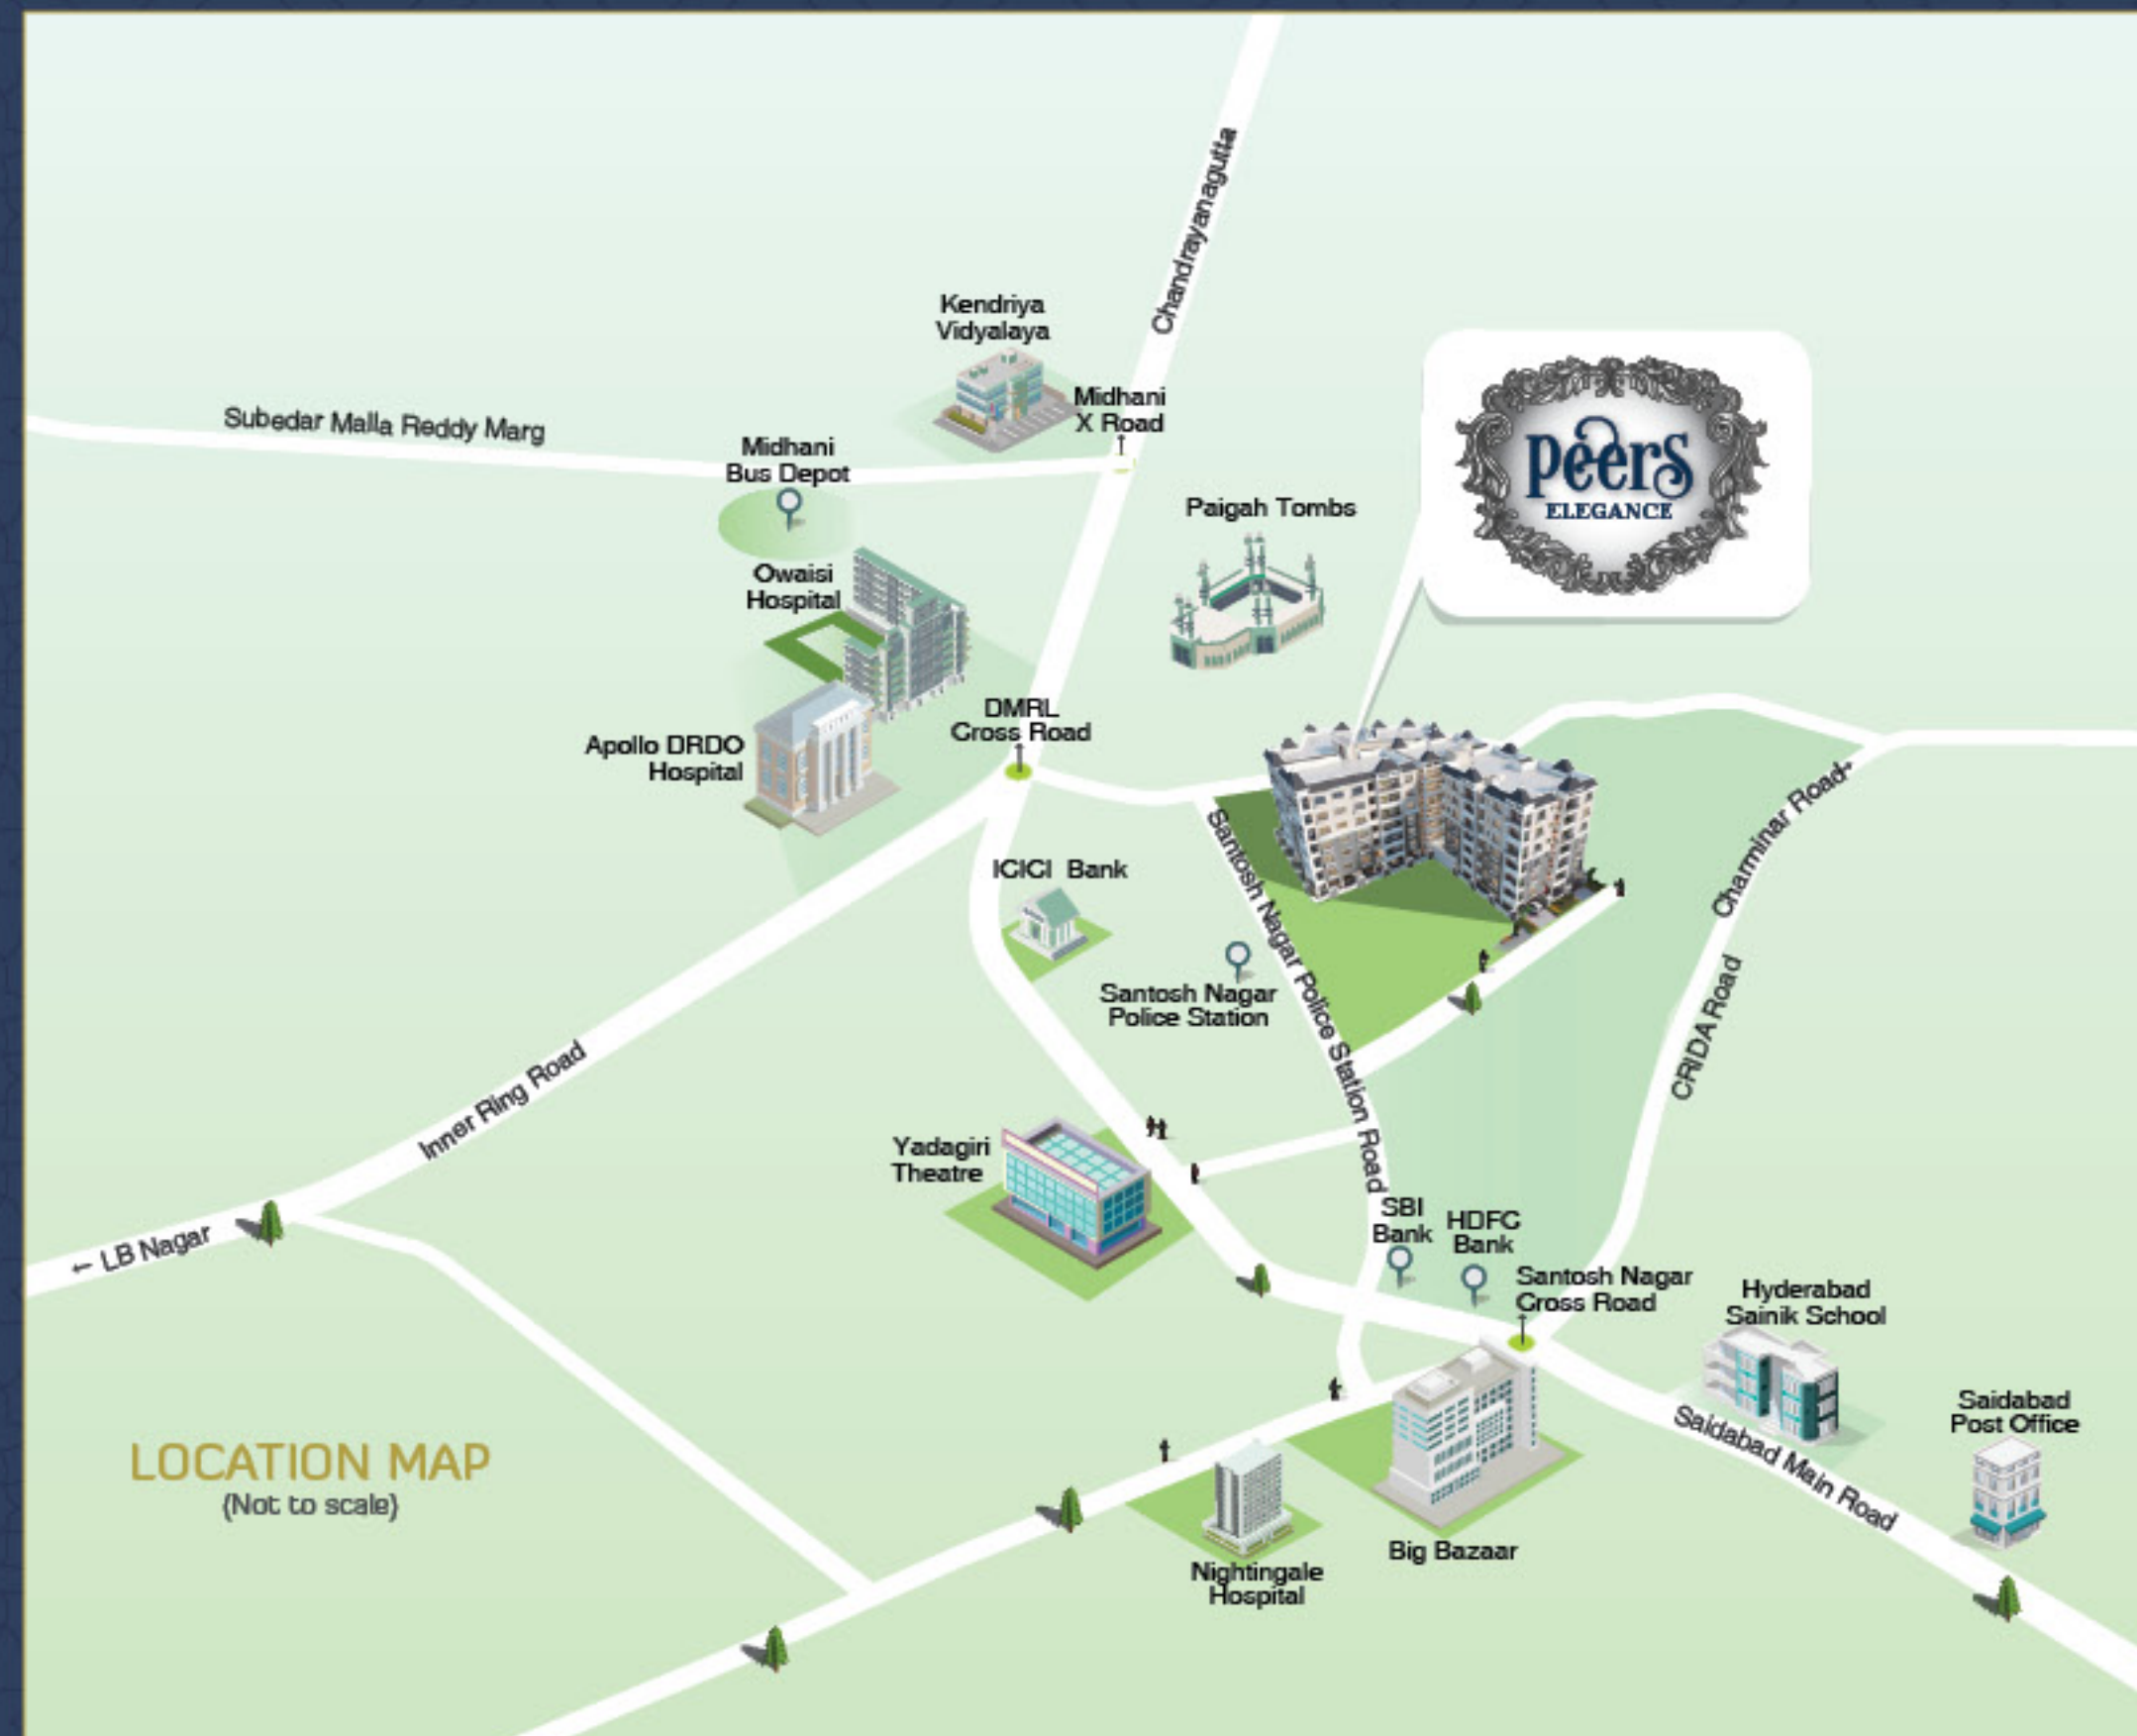 Chandrayanagutta
Kendriya
Vidyalaya
Midhani
X Road
Subedar Malla Reddy Marg
Midhani
Bus Depot
peers
ELEGANCE
Paigah Tombs
Owaisi
Hospital
DMRL
Cross Road
Apollo DRDO
Hospital
Charminar Road
Santosh Nagar Police Station Road
ICICI Bank
CRIDA Road
Santosh Nagar
Police Station
Inner Ring Road
Yadagiri
Theatre
SBI
Bank
HDFC
Bank
← LB Nagar
Santosh Nagar
Cross Road
Hyderabad
Sainik School
Saidabad
Post Office
Saidabad Main Road
LOCATION MAP
(Not to scale)
Big Bazaar
Nightingale
Hospital